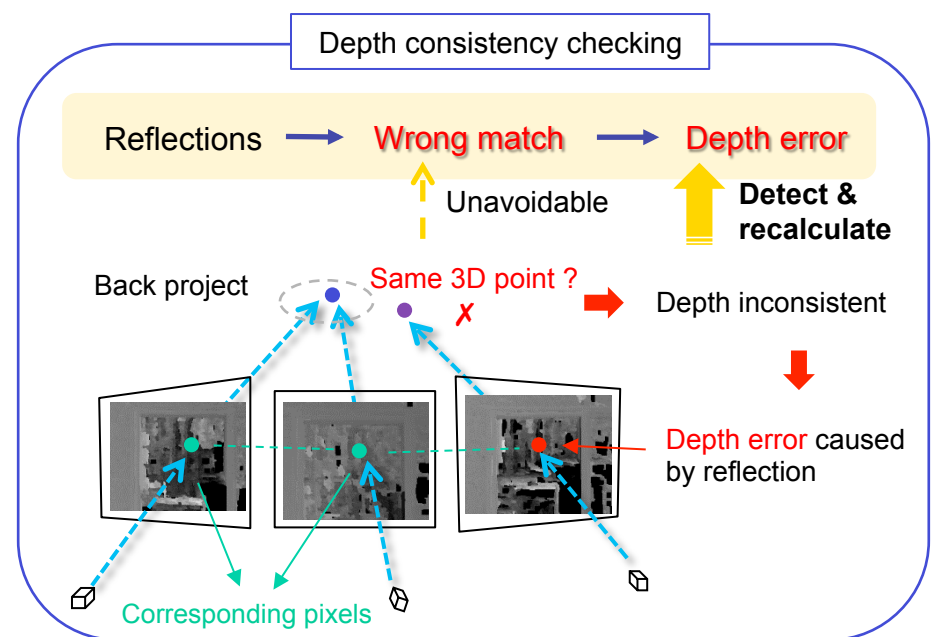 Depth consistency checking
Reflections Wrong match Depth error
Unavoidable
Detect &
recalculate
Back project
Same 3D point ?
✗
Depth inconsistent
Depth error caused
by reflection
Corresponding pixels